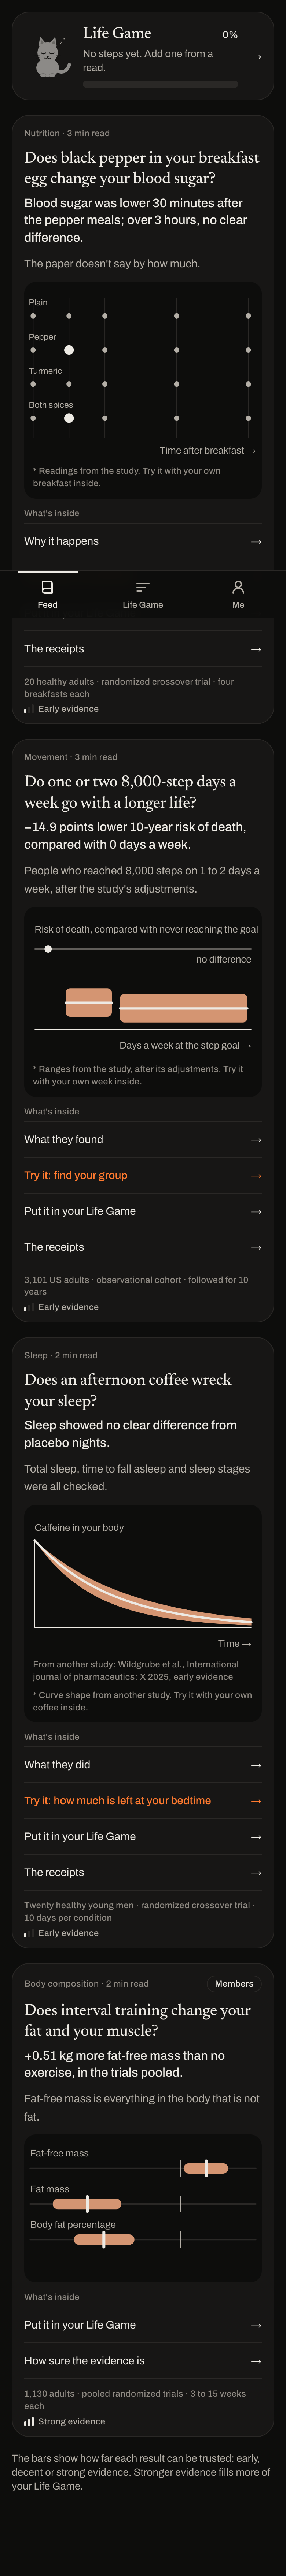 Life Game
0%
No steps yet. Add one from a
read.
→
Nutrition · 3 min read
Does black pepper in your breakfast
egg change your blood sugar?
Blood sugar was lower 30 minutes after
the pepper meals; over 3 hours, no clear
difference.
The paper doesn't say by how much.
Plain
Pepper
Turmeric
Both spices
Time after breakfast →
* Readings from the study. Try it with your own
breakfast inside.
What's inside
Why it happens →
Feed
Life Game
Me
The receipts →
20 healthy adults · randomized crossover trial · four
breakfasts each
Early evidence
Movement · 3 min read
Do one or two 8,000-step days a
week go with a longer life?
−14.9 points lower 10-year risk of death,
compared with 0 days a week.
People who reached 8,000 steps on 1 to 2 days a
week, after the study's adjustments.
Risk of death, compared with never reaching the goal
no difference
Days a week at the step goal →
* Ranges from the study, after its adjustments. Try it
with your own week inside.
What's inside
What they found →
Try it: find your group →
Put it in your Life Game →
The receipts →
3,101 US adults · observational cohort · followed for 10
years
Early evidence
Sleep · 2 min read
Does an afternoon coffee wreck
your sleep?
Sleep showed no clear difference from
placebo nights.
Total sleep, time to fall asleep and sleep stages
were all checked.
Caffeine in your body
Time →
From another study: Wildgrube et al., International
journal of pharmaceutics: X 2025, early evidence
* Curve shape from another study. Try it with your own
coffee inside.
What's inside
What they did →
Try it: how much is left at your bedtime →
Put it in your Life Game →
The receipts →
Twenty healthy young men · randomized crossover trial ·
10 days per condition
Early evidence
Body composition · 2 min read
Members
Does interval training change your
fat and your muscle?
+0.51 kg more fat-free mass than no
exercise, in the trials pooled.
Fat-free mass is everything in the body that is not
fat.
Fat-free mass
Fat mass
Body fat percentage
What's inside
Put it in your Life Game →
How sure the evidence is →
1,130 adults · pooled randomized trials · 3 to 15 weeks
each
Strong evidence
The bars show how far each result can be trusted: early,
decent or strong evidence. Stronger evidence fills more of
your Life Game.